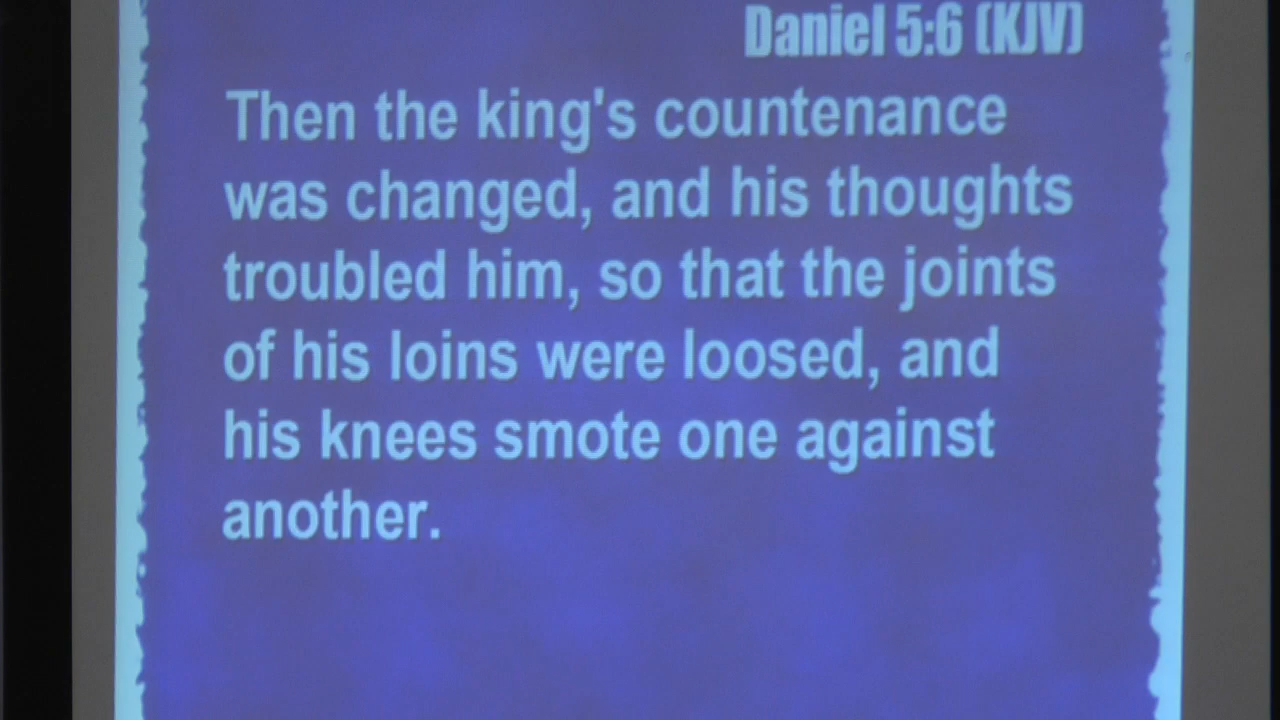 Daniel 5:6 (KJV)
Then the king's countenance
was changed, and his thoughts
troubled him, so that the joints
of his loins were loosed, and
his knees smote one against
another.